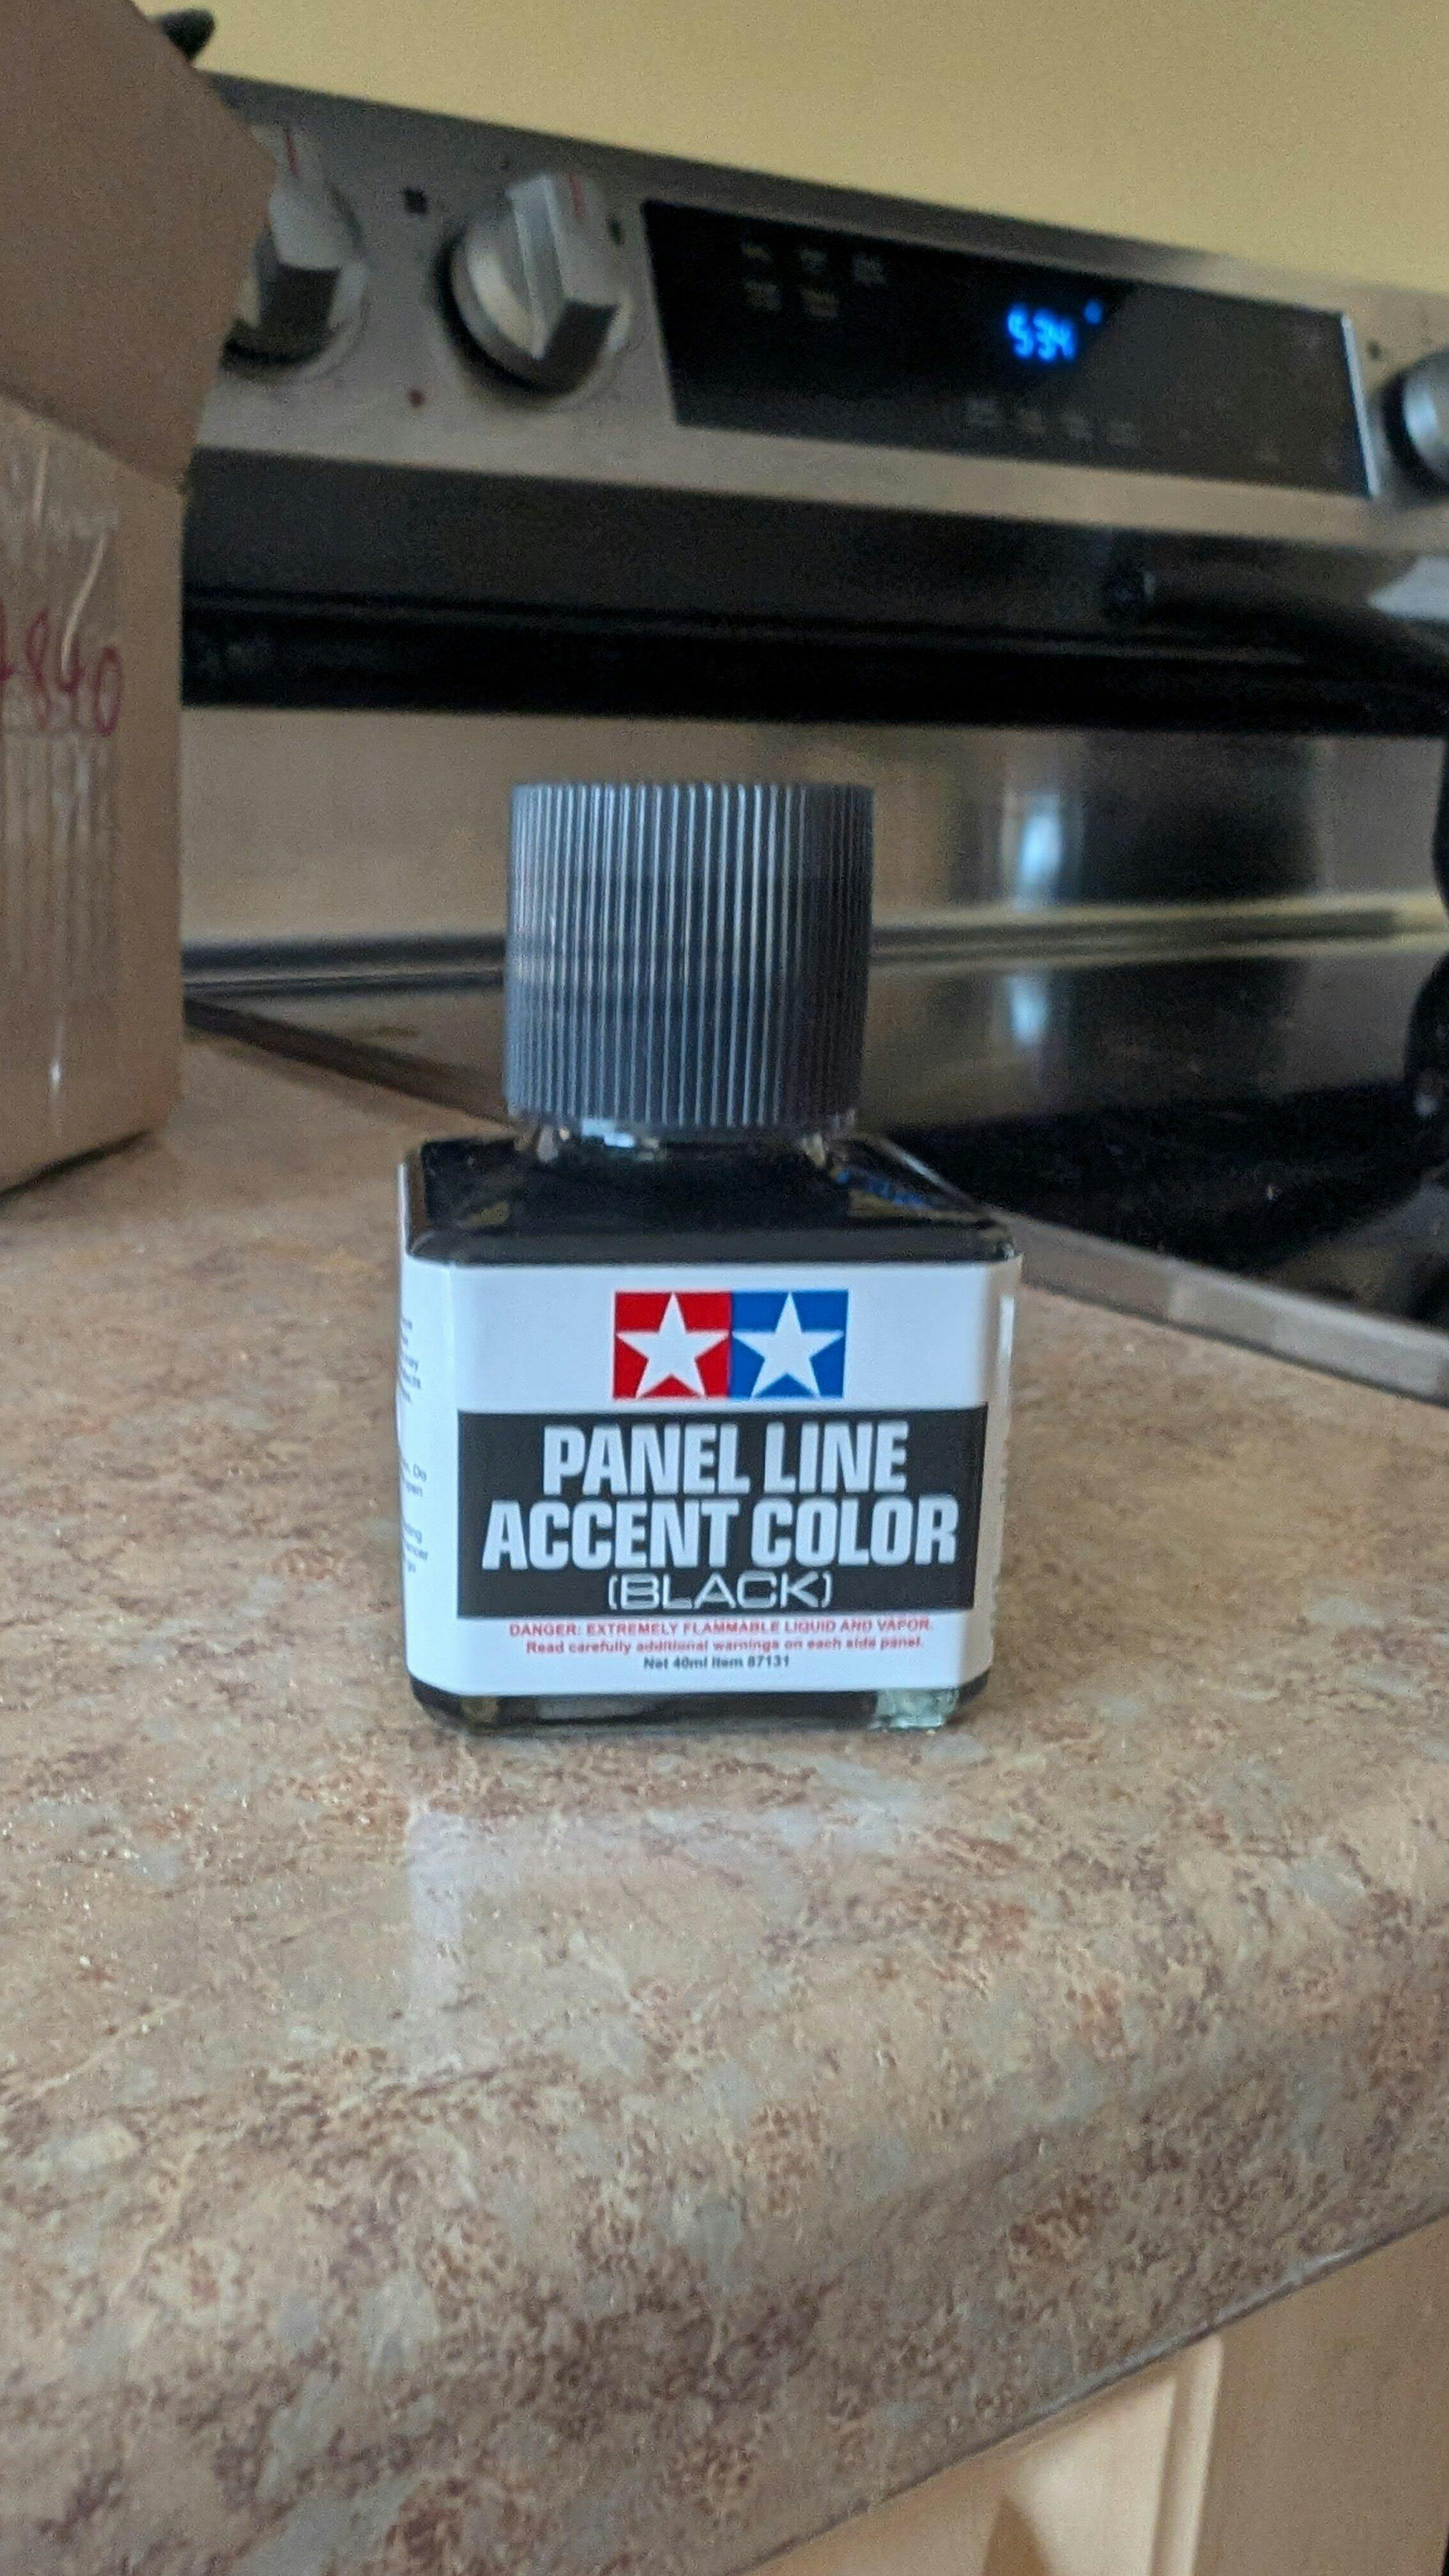 534
840
PANEL LINE
ACCENT COLOR
(BLACK)
DANGER: EXTREMELY FLAMMABLE LIQUID AND VAPOR.
Read carefully additional warnings on each side panel.
Net 40ml Item 87131